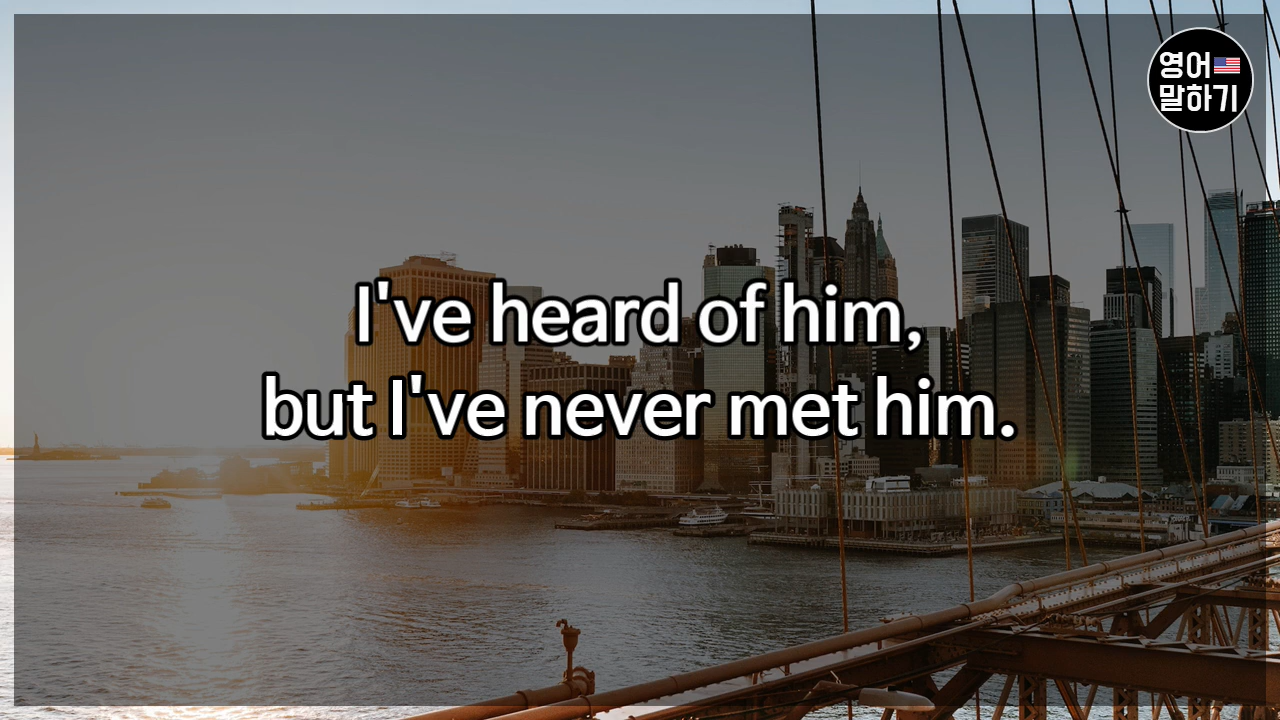 영어
말하기
I've heard of him,
but I've never met him.